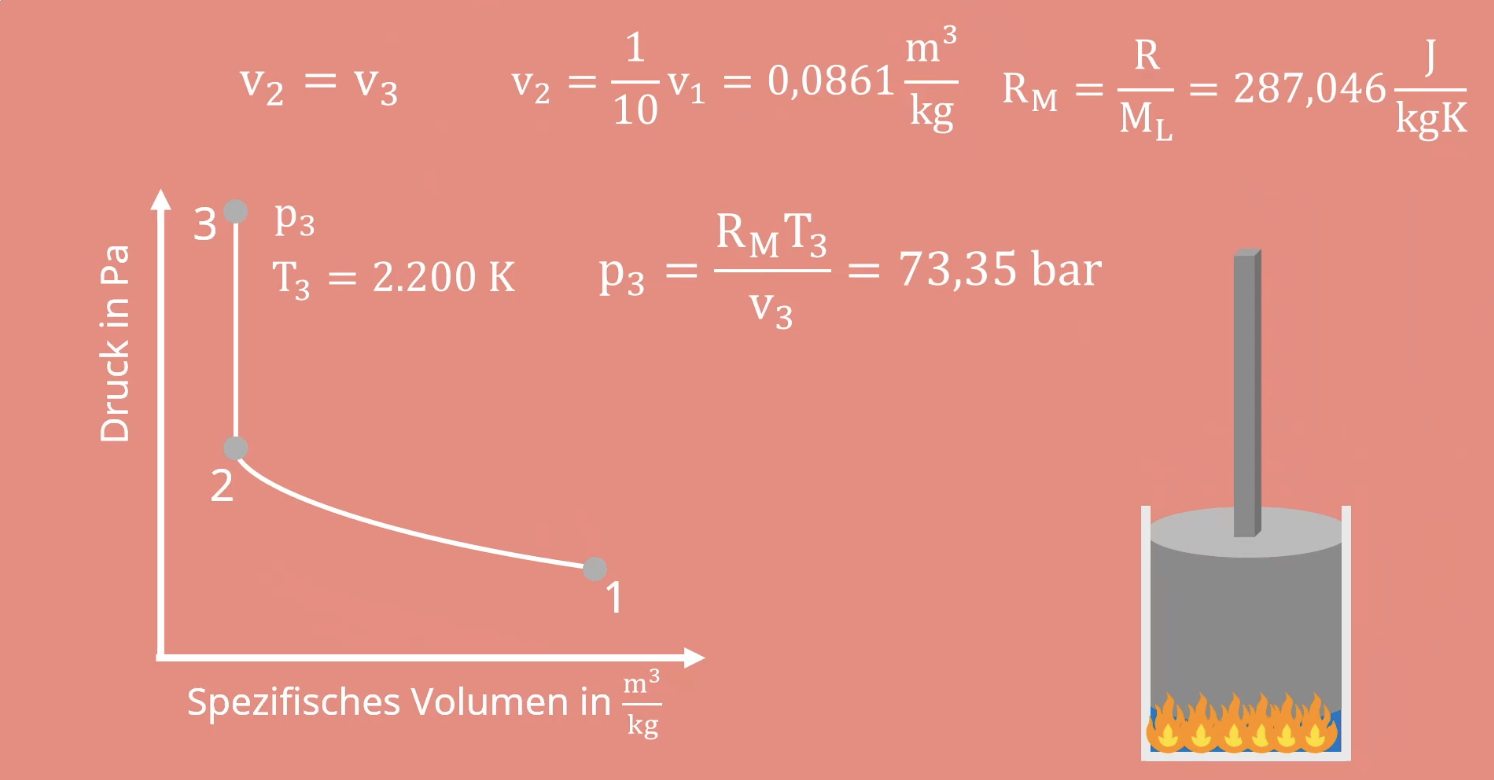 v₂ = v₃
v₂ = 1/10 v₁ = 0,0861 m³/kg
R_M = R/M_L = 287,046 J/kgK
3
p₃
T₃ = 2.200 K
p₃ = R_M T₃/v₃ = 73,35 bar
Druck in Pa
2
1
Spezifisches Volumen in m³/kg